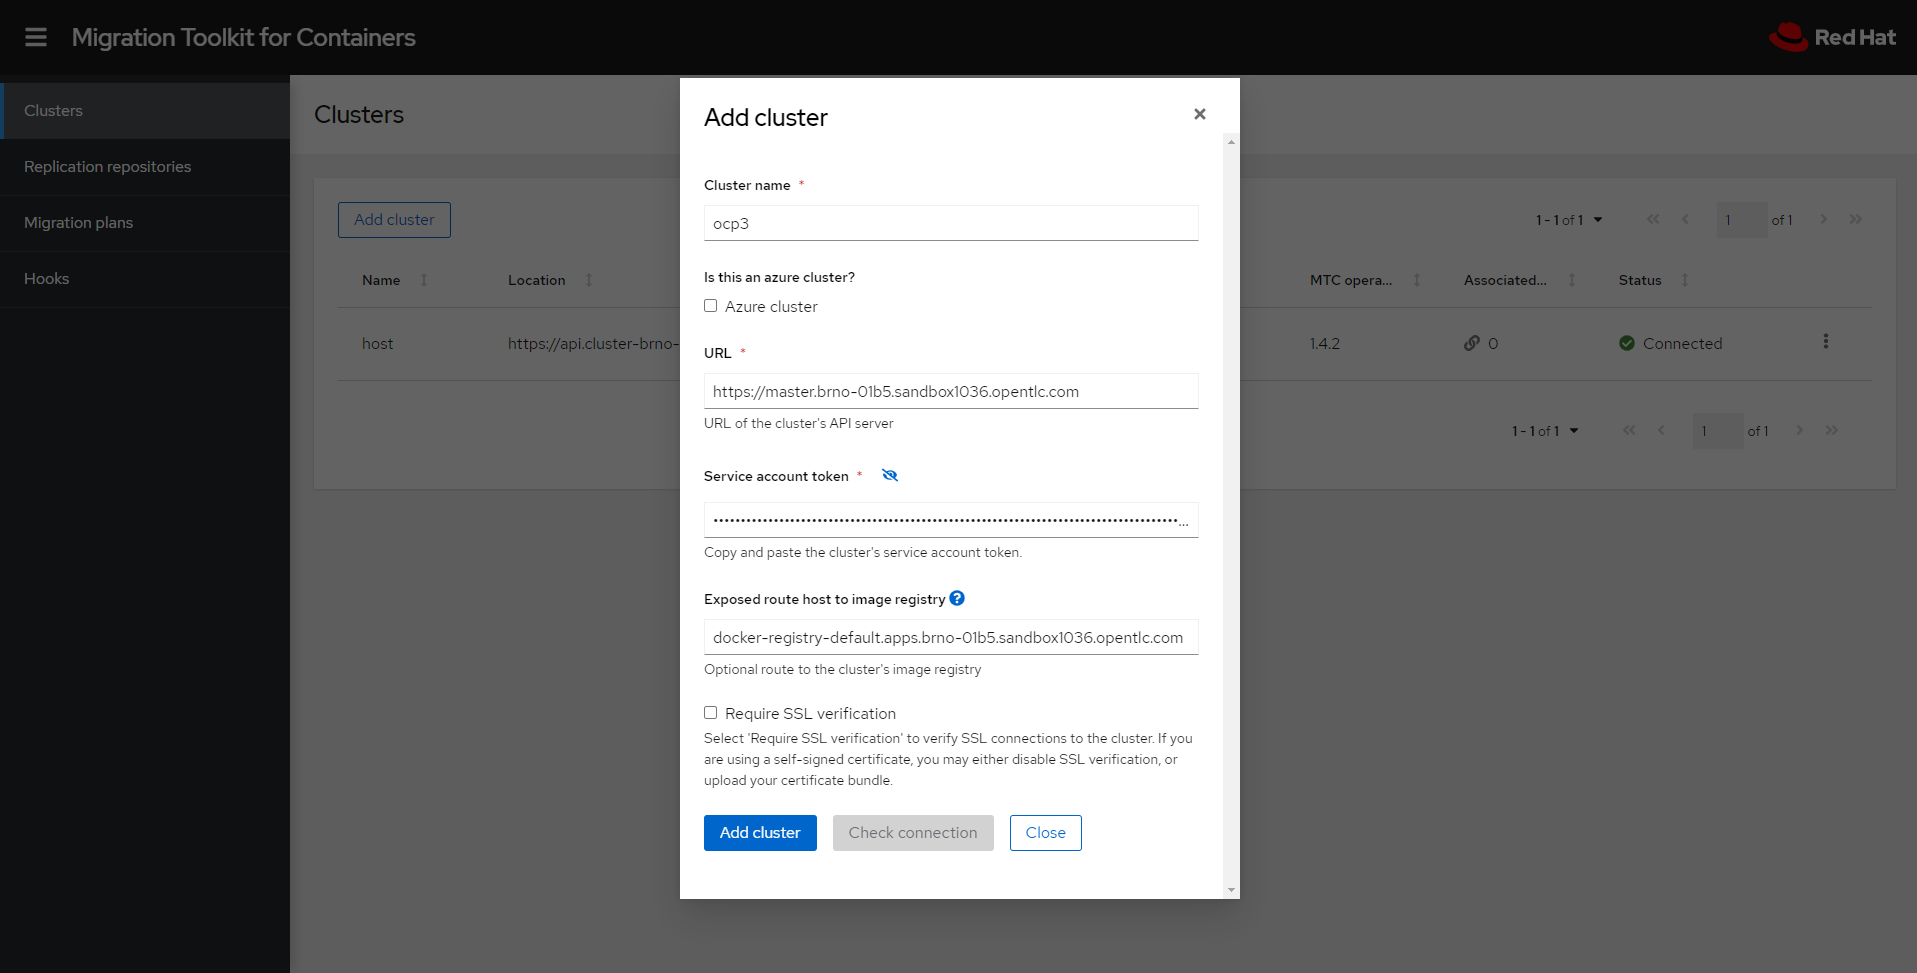 Migration Toolkit for Containers
Red Hat
Clusters
Replication repositories
Migration plans
Hooks
Clusters
Add cluster
1 - 1 of 1
1
of 1
Name
Location
MTC opera...
Associated...
Status
host
https://api.cluster-brno-
1.4.2
0
Connected
1 - 1 of 1
1
of 1
Add cluster
Cluster name *
ocp3
Is this an azure cluster?
Azure cluster
URL *
https://master.brno-01b5.sandbox1036.opentlc.com
URL of the cluster's API server
Service account token *
Copy and paste the cluster's service account token.
Exposed route host to image registry
docker-registry-default.apps.brno-01b5.sandbox1036.opentlc.com
Optional route to the cluster's image registry
Require SSL verification
Select 'Require SSL verification' to verify SSL connections to the cluster. If you
are using a self-signed certificate, you may either disable SSL verification, or
upload your certificate bundle.
Add cluster
Check connection
Close